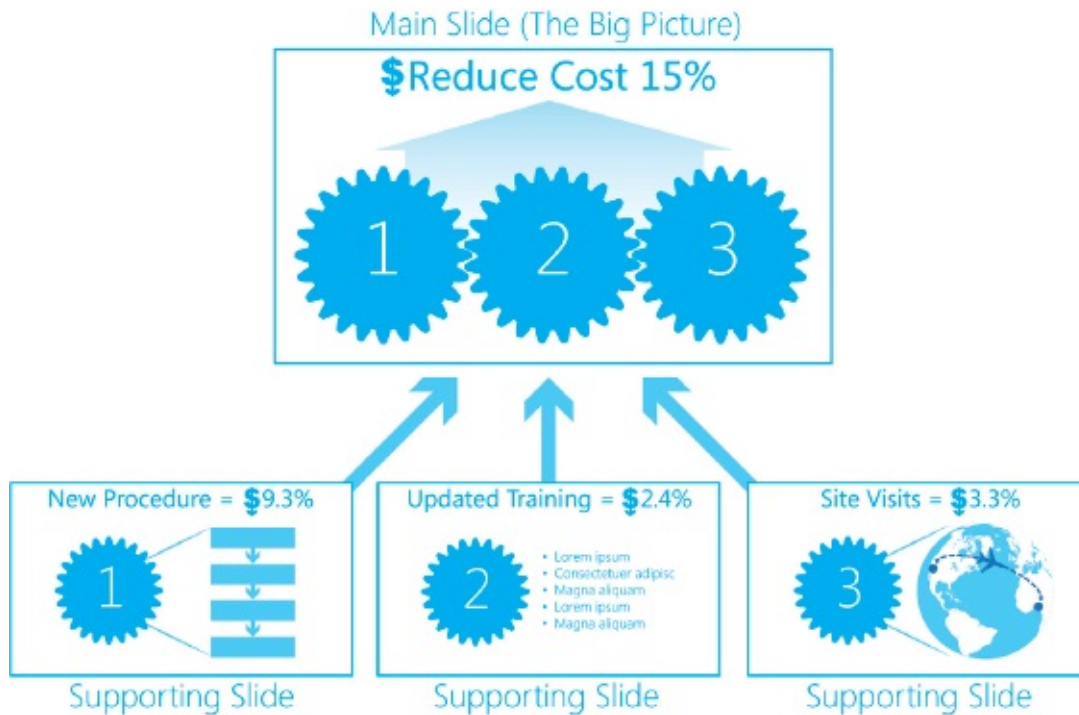 Main Slide (The Big Picture)
$Reduce Cost 15%
1
2
3
New Procedure = $9.3%
1
Supporting Slide
Updated Training = $2.4%
2
• Lorem ipsum
• Consectetuer adipisc
• Magna aliquam
• Lorem ipsum
• Magna aliquam
Supporting Slide
Site Visits = $3.3%
3
Supporting Slide